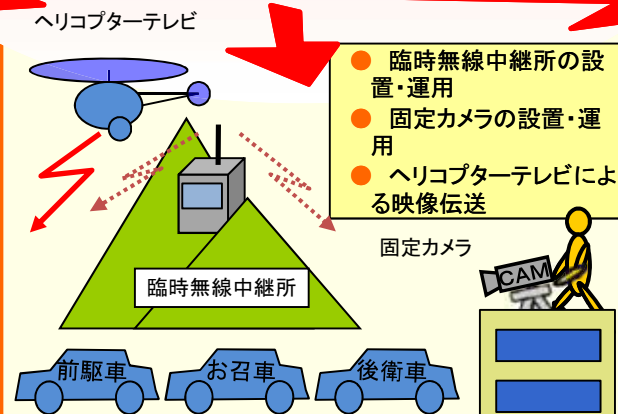 ヘリコプターテレビ
● 臨時無線中継所の設
置・運用
● 固定カメラの設置・運
用
● ヘリコプターテレビによ
る映像伝送
固定カメラ
CAM
臨時無線中継所
前駆車 お召車 後衛車